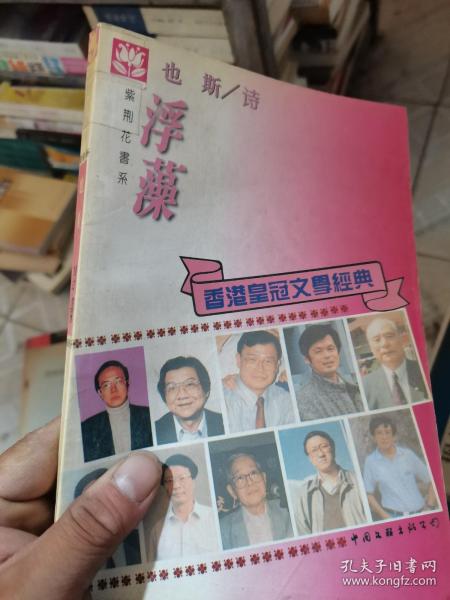 也斯/诗
紫荆花書系
浮藻
香港皇冠文學經典
中国文联出版公司
孔夫子旧书网
www.kongfz.com